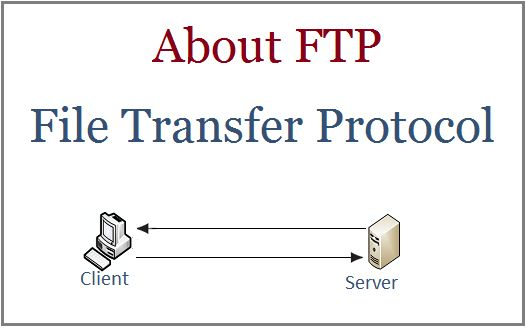 About FTP
File Transfer Protocol
Client
Server